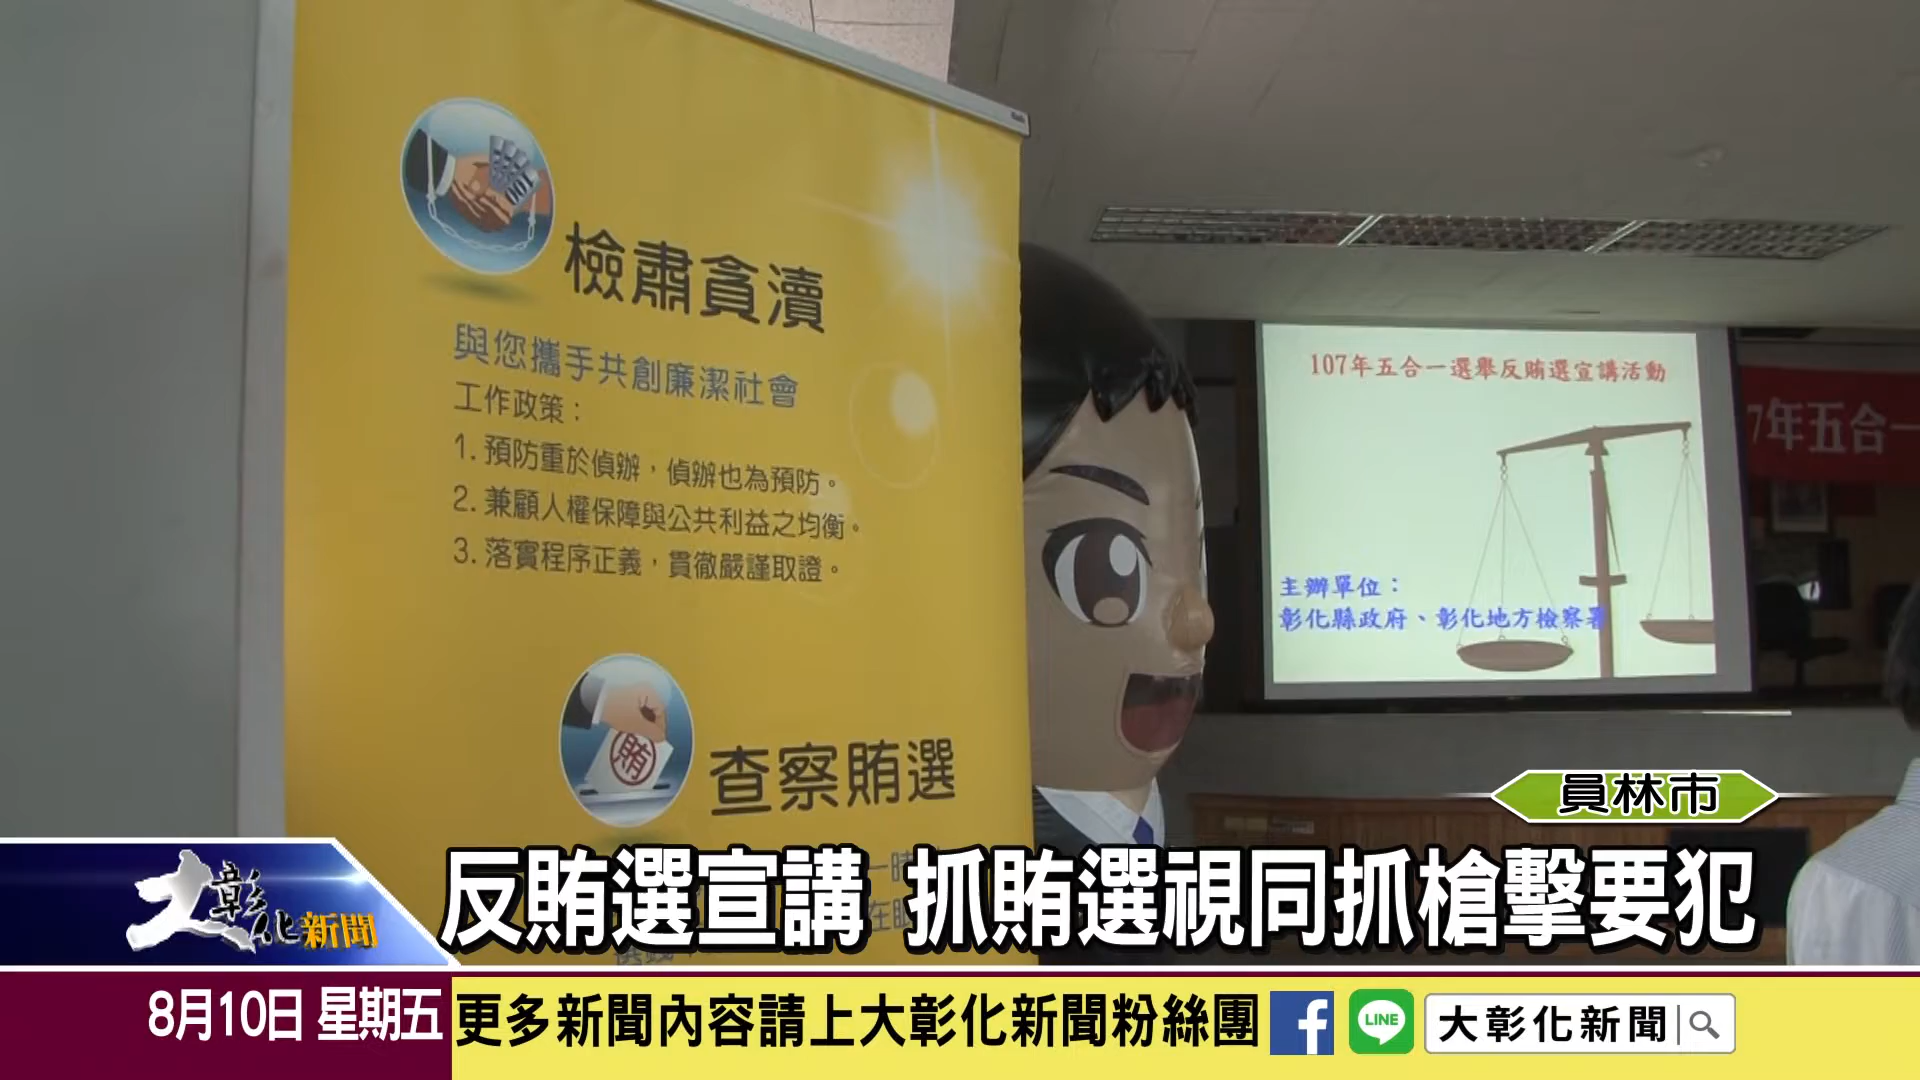 檢肅貪瀆
與您攜手共創廉潔社會
工作政策：
1. 預防重於偵辦，偵辦也為預防。
2. 兼顧人權保障與公共利益之均衡。
3. 落實程序正義，貫徹嚴謹取證。
賄
查察賄選
107年五合一選舉反賄選宣講活動
主辦單位：
彰化縣政府、彰化地方檢察署
7年五合一
員林市
大彰化新聞
反賄選宣講 抓賄選視同抓槍擊要犯
8月10日 星期五
更多新聞內容請上大彰化新聞粉絲團
f
LINE
大彰化新聞